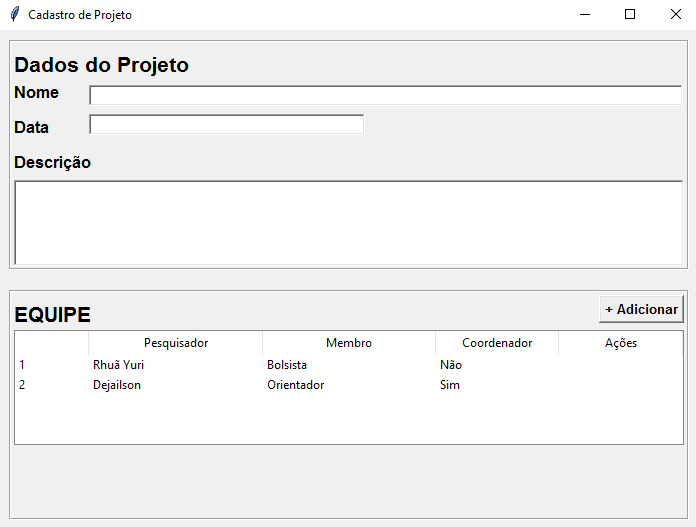 Cadastro de Projeto
Dados do Projeto
Nome
Data
Descrição
EQUIPE
+ Adicionar
Pesquisador Membro Coordenador Ações
1 Rhuã Yuri Bolsista Não
2 Dejailson Orientador Sim